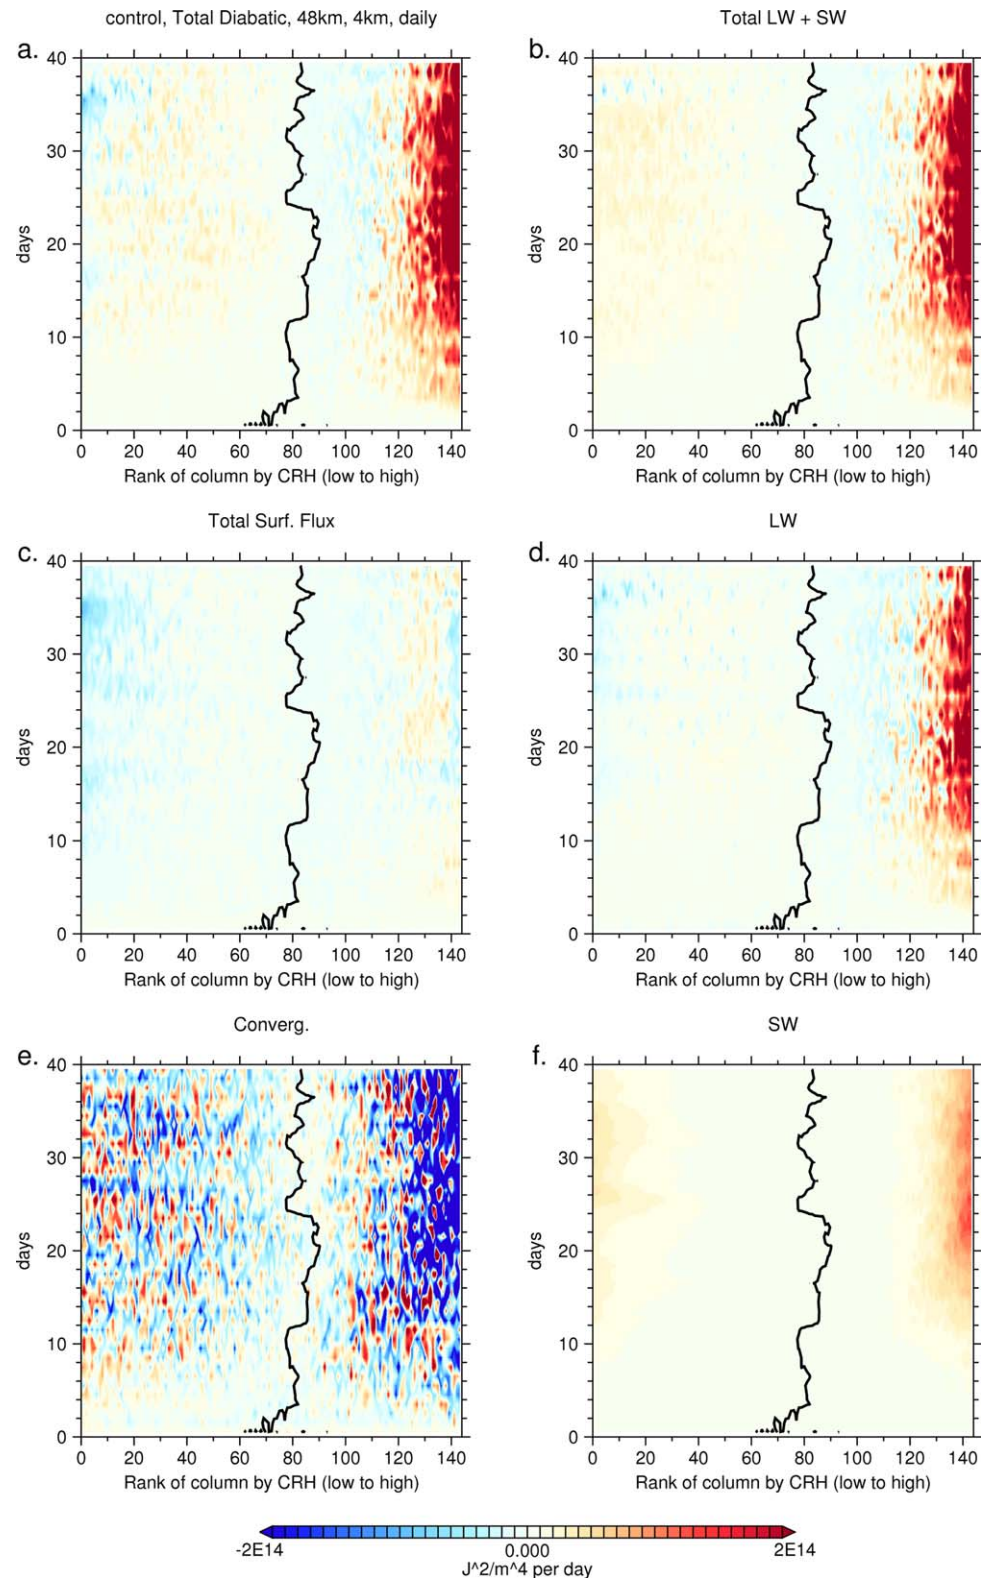 control, Total Diabatic, 48km, 4km, daily
Total LW + SW
a.
b.
40
30
20
10
0
days
0 20 40 60 80 100 120 140
Rank of column by CRH (low to high)
40
30
20
10
0
days
0 20 40 60 80 100 120 140
Rank of column by CRH (low to high)
Total Surf. Flux
LW
c.
d.
40
30
20
10
0
days
0 20 40 60 80 100 120 140
Rank of column by CRH (low to high)
40
30
20
10
0
days
0 20 40 60 80 100 120 140
Rank of column by CRH (low to high)
Converg.
SW
e.
f.
40
30
20
10
0
days
0 20 40 60 80 100 120 140
Rank of column by CRH (low to high)
40
30
20
10
0
days
0 20 40 60 80 100 120 140
Rank of column by CRH (low to high)
-2E14 0.000 2E14
J^2/m^4 per day